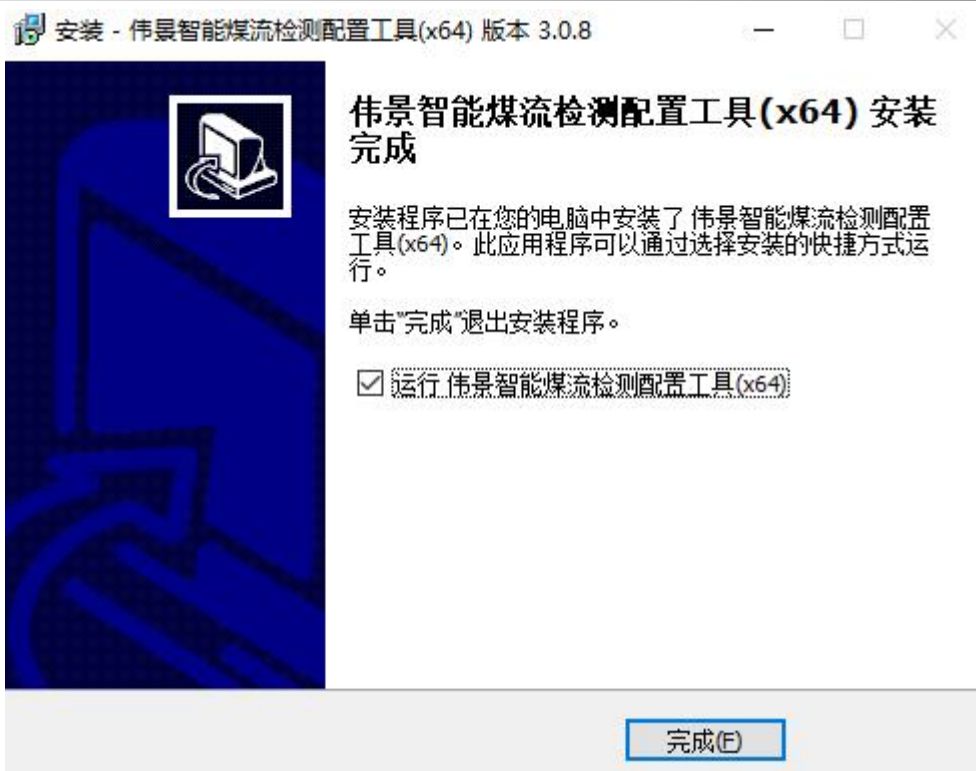 安装 - 伟景智能煤流检测配置工具(x64) 版本 3.0.8
伟景智能煤流检测配置工具(x64) 安装
完成
安装程序已在您的电脑中安装了 伟景智能煤流检测配置
工具(x64)。此应用程序可以通过选择安装的快捷方式运
行。
单击"完成"退出安装程序。
运行 伟景智能煤流检测配置工具(x64)
完成(F)